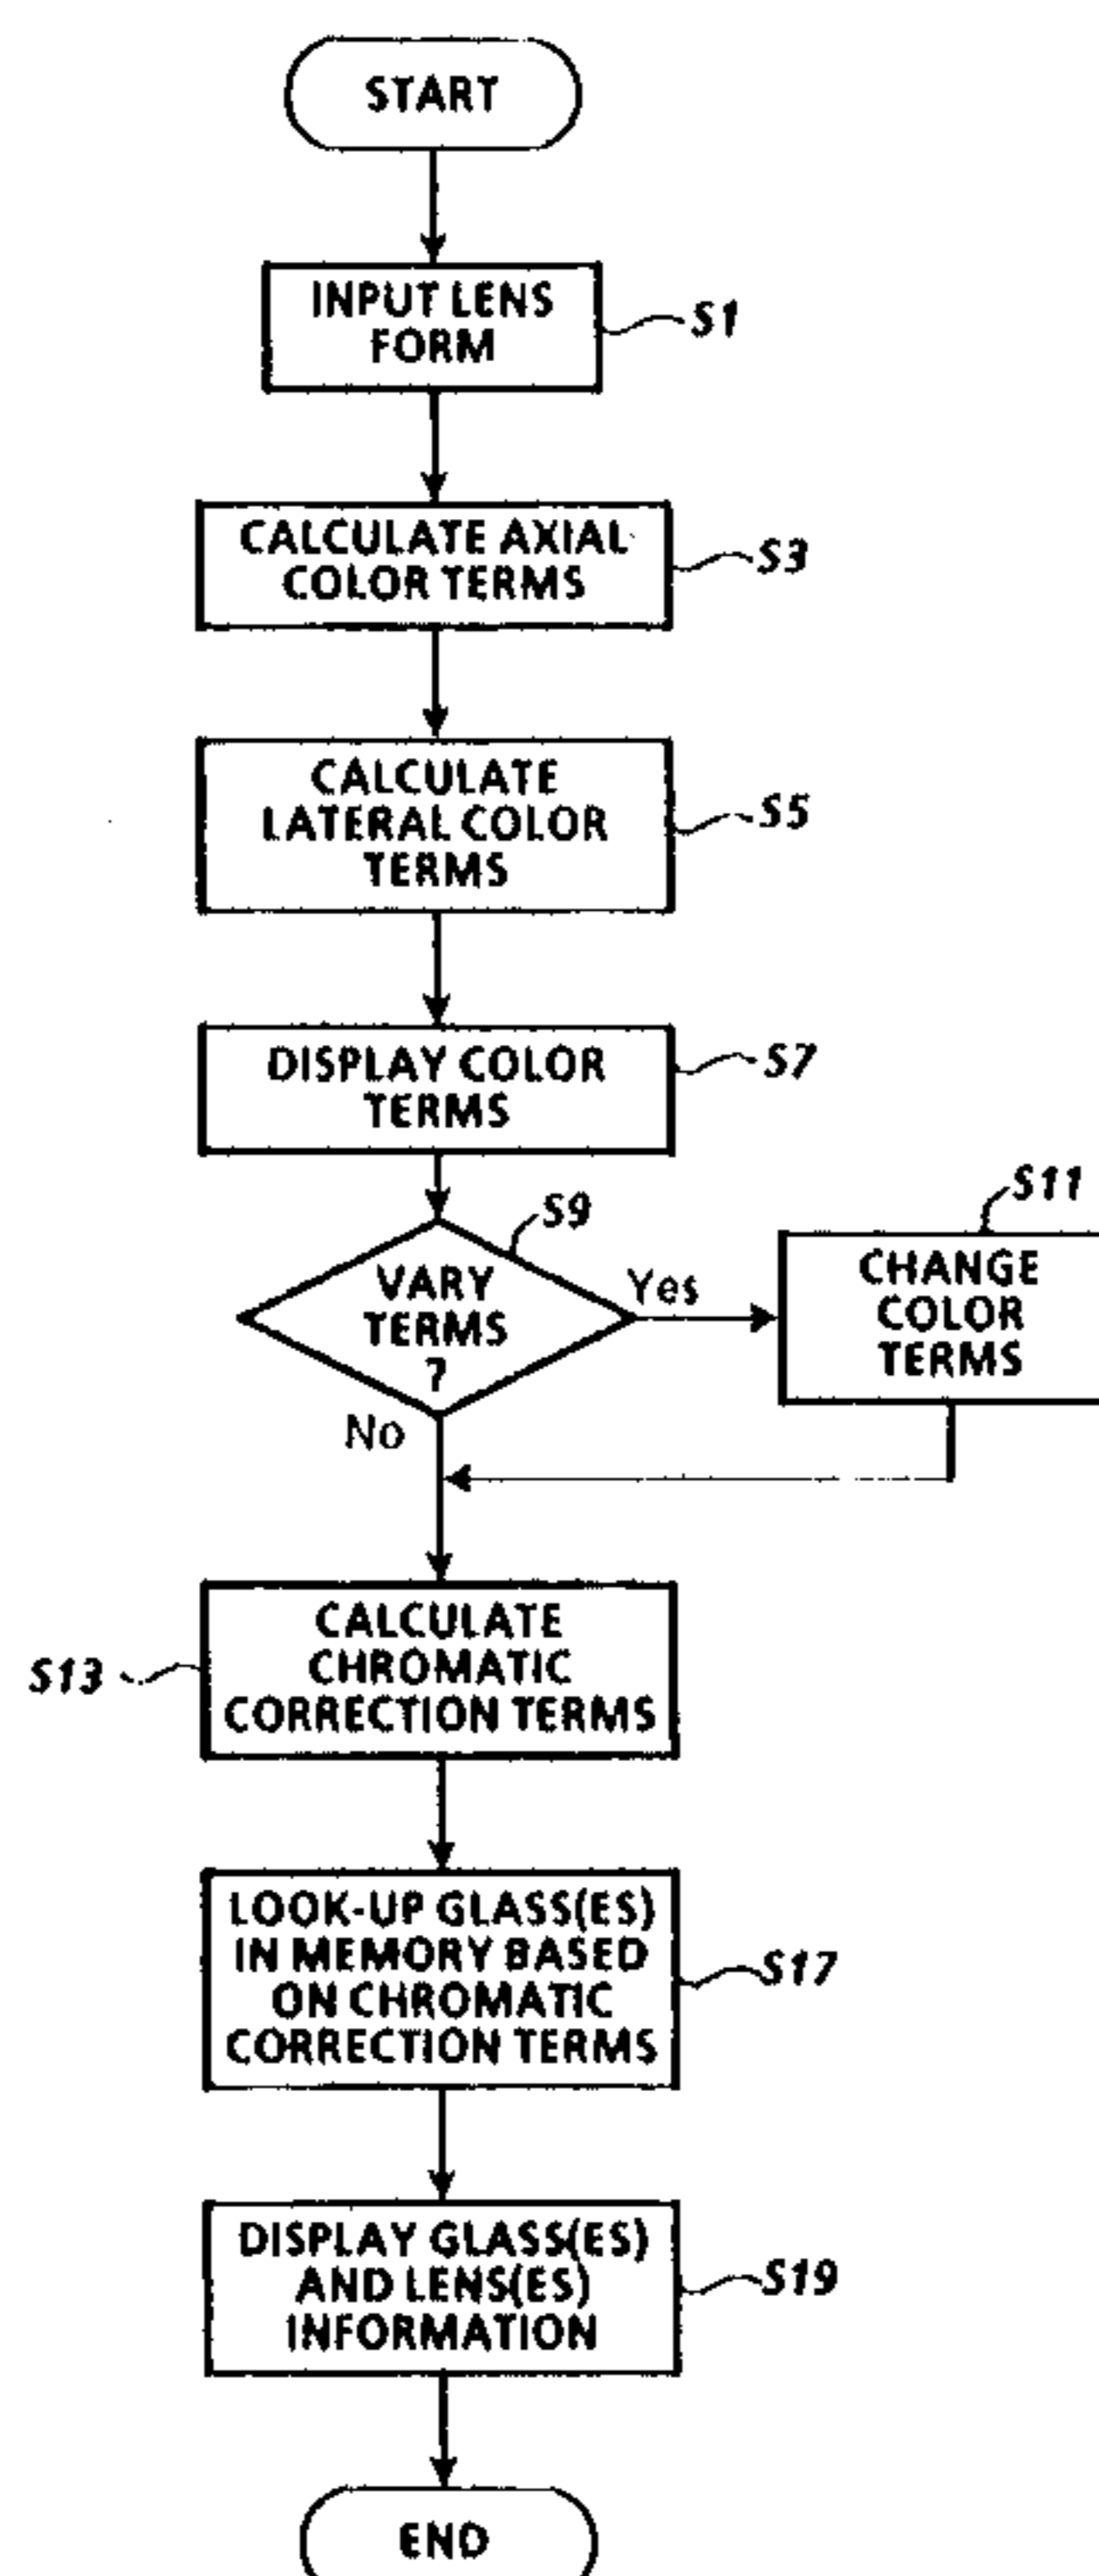 START
INPUT LENS
FORM
S1
CALCULATE AXIAL
COLOR TERMS
S3
CALCULATE
LATERAL COLOR
TERMS
S5
DISPLAY COLOR
TERMS
S7
S9
VARY
TERMS
?
Yes
S11
CHANGE
COLOR
TERMS
No
S13
CALCULATE
CHROMATIC
CORRECTION TERMS
LOOK-UP GLASS(ES)
IN MEMORY BASED
ON CHROMATIC
CORRECTION TERMS
S17
DISPLAY GLASS(ES)
AND LENS(ES)
INFORMATION
S19
END